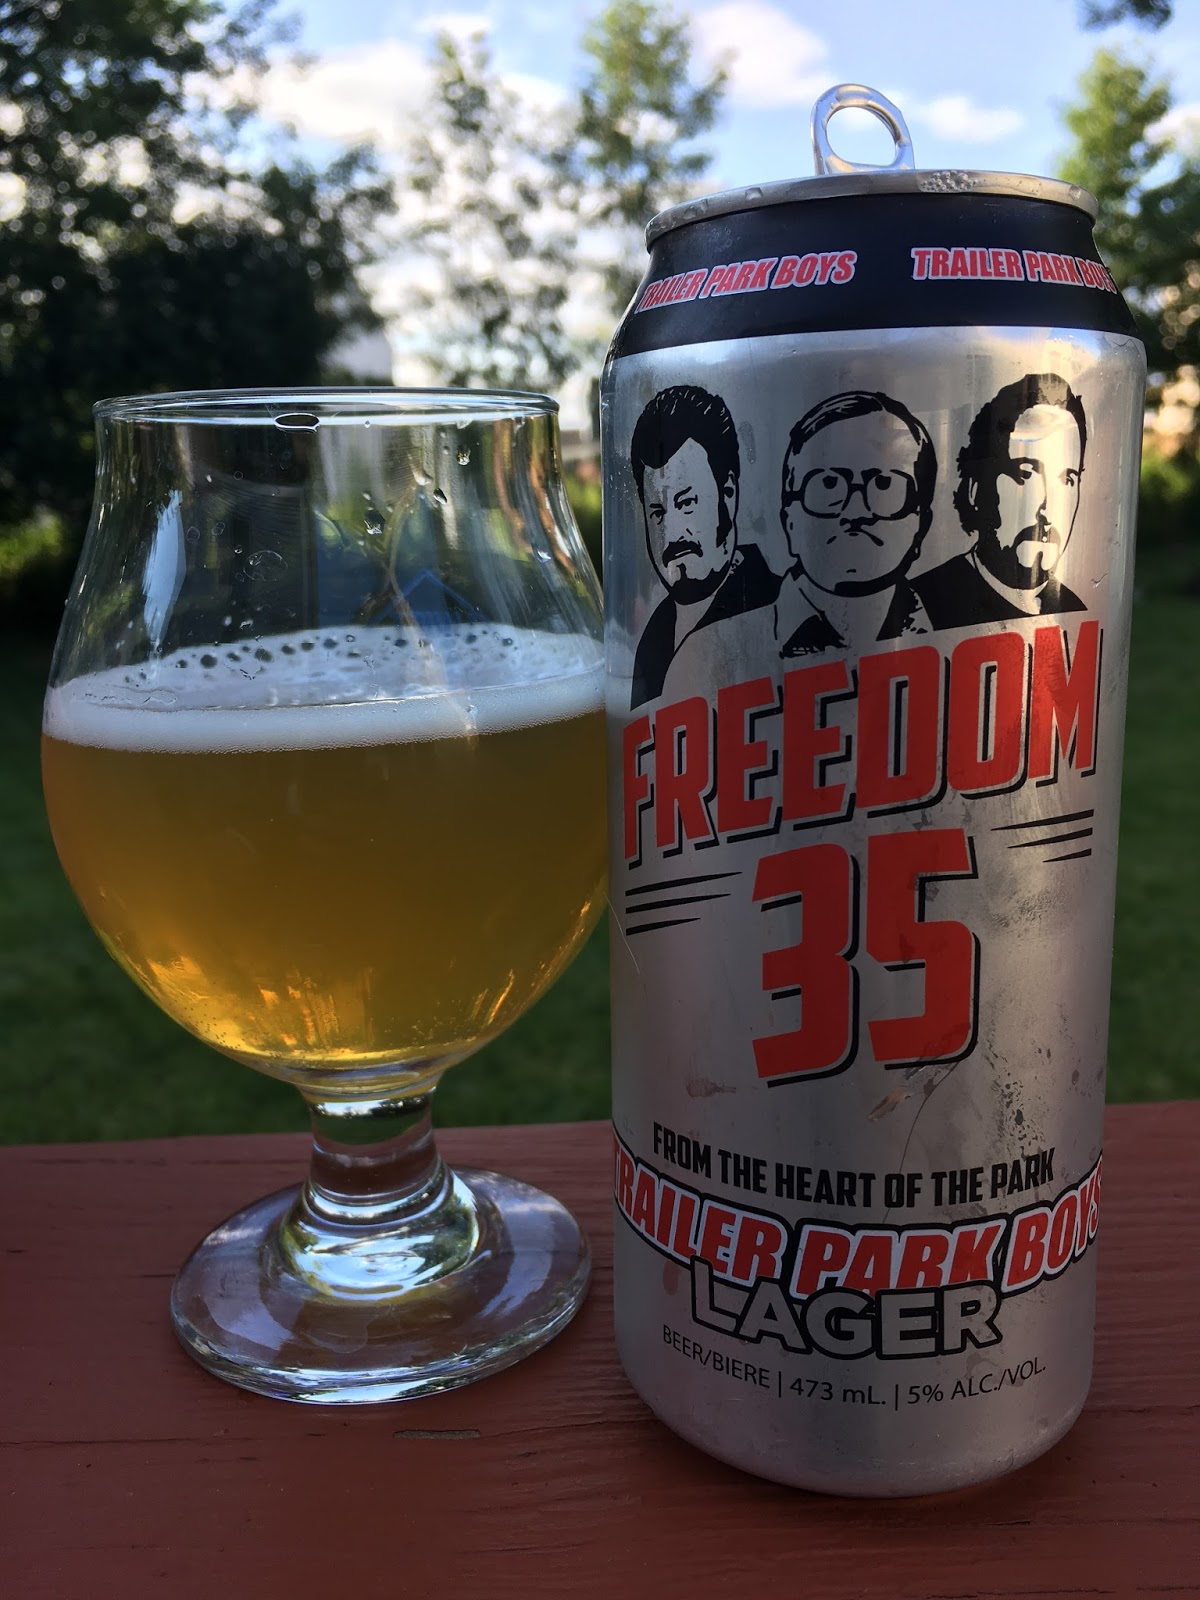 TRAILER PARK BOYS TRAILER PARK BOYS
FREEDOM
35
FROM THE HEART OF THE PARK
TRAILER PARK BOYS
LAGER
BEER/BIERE | 473 mL. | 5% ALC./VOL.